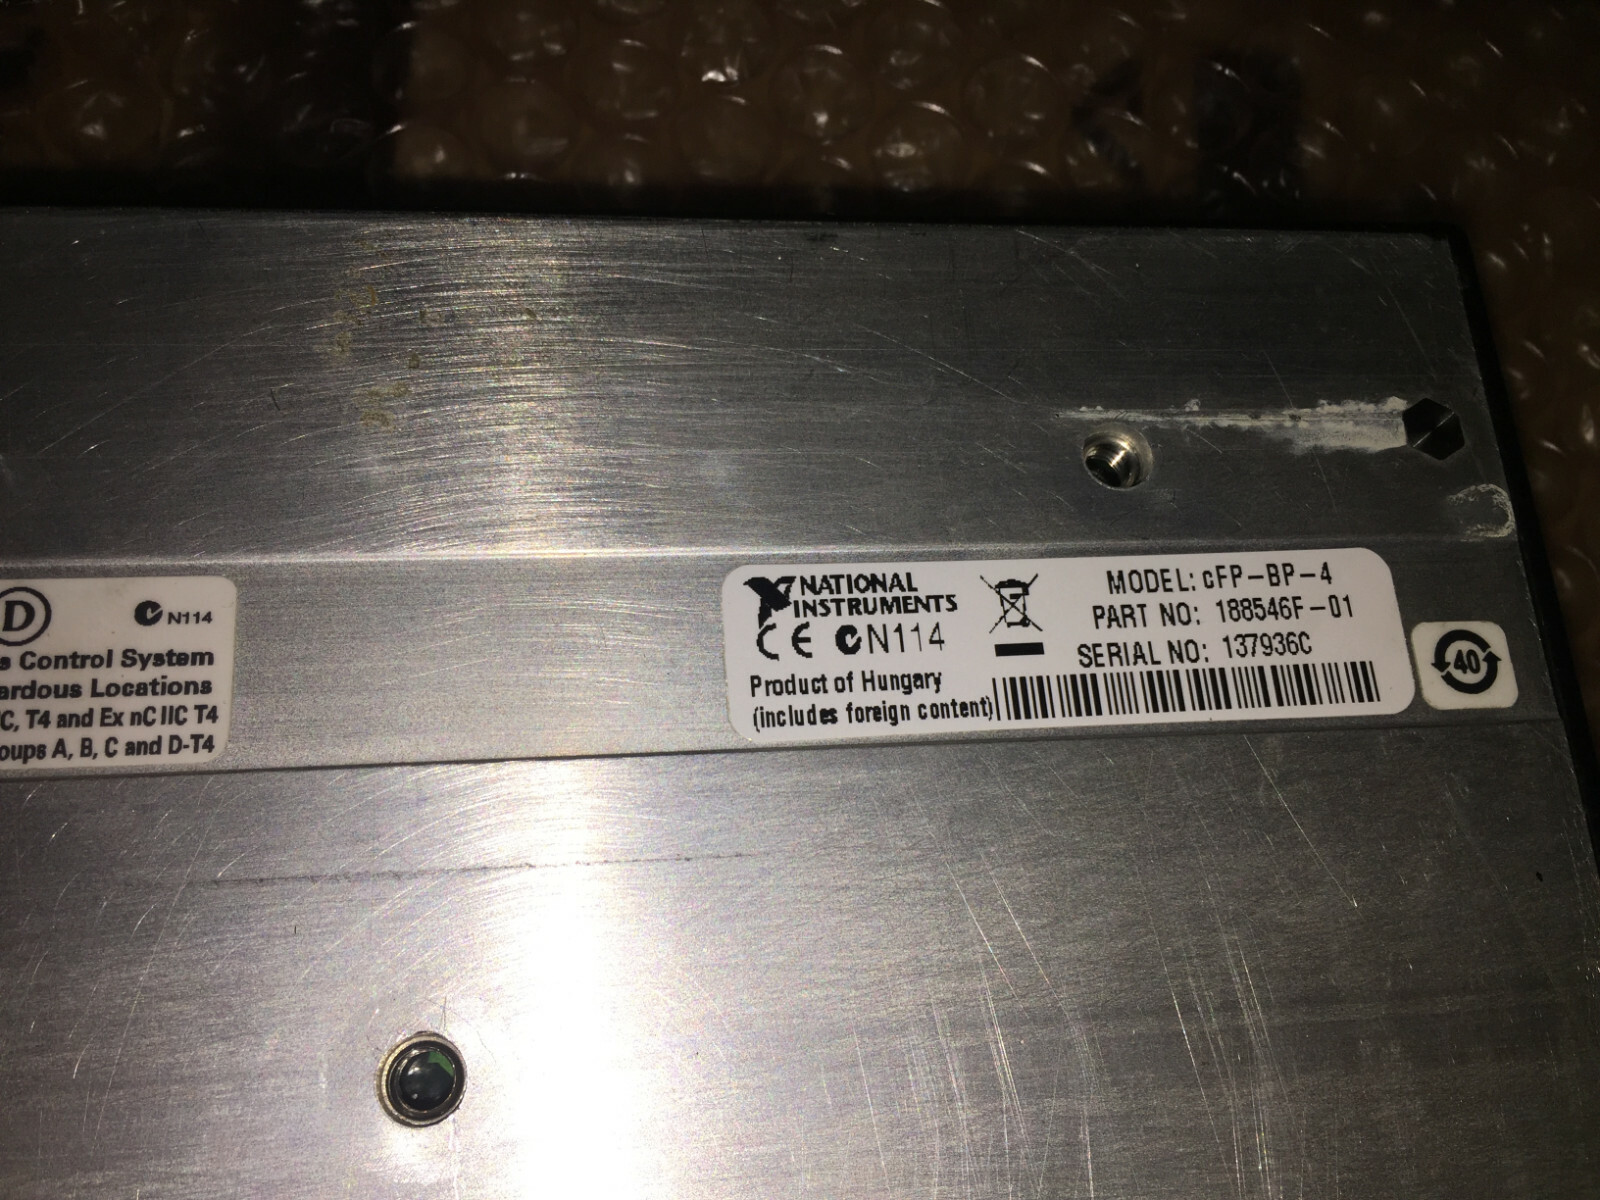 D
N114
s Control System
ardous Locations
C, T4 and Ex nC IIC T4
oups A, B, C and D-T4
NATIONAL
INSTRUMENTS
CE N114
Product of Hungary
(includes foreign content)
MODEL: cFP-BP-4
PART NO: 188546F-01
SERIAL NO: 137936C
40